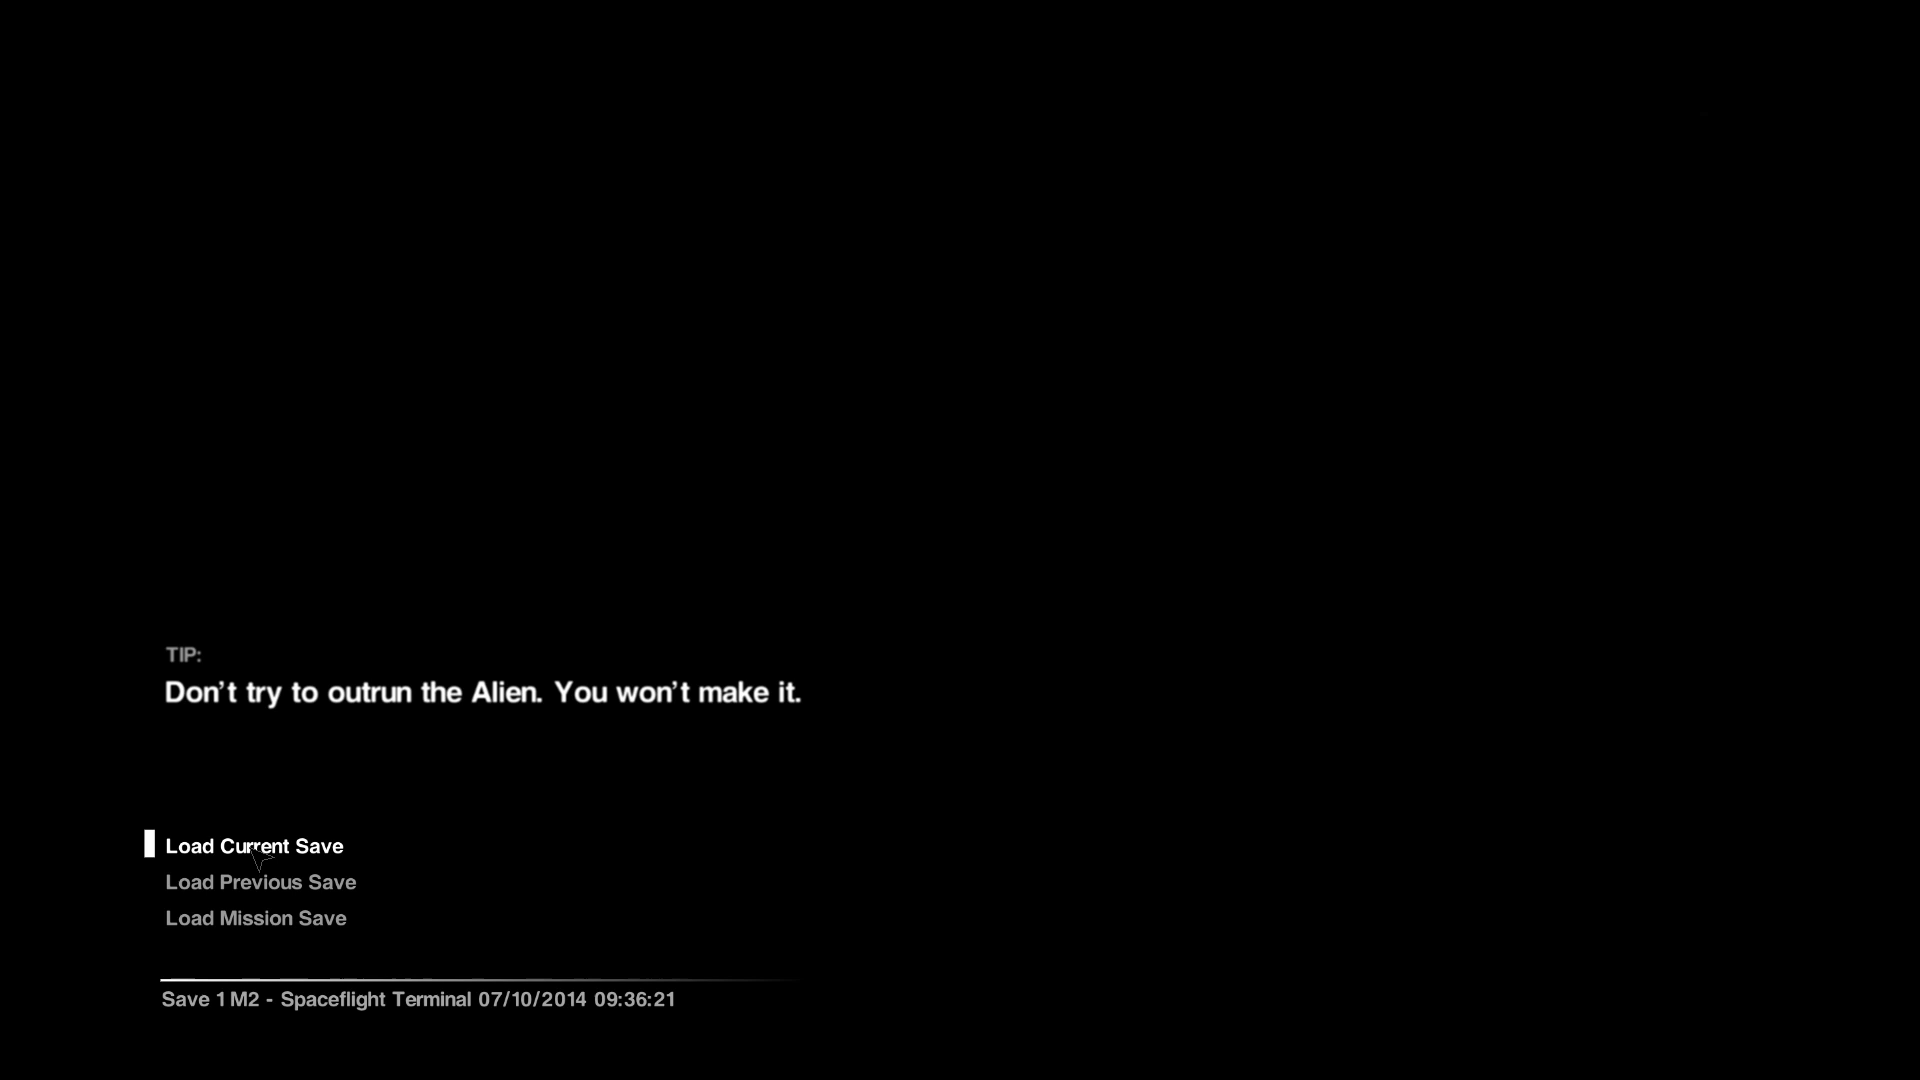 TIP:
Don't try to outrun the Alien. You won't make it.
Load Current Save
Load Previous Save
Load Mission Save
Save 1 M2 - Spaceflight Terminal 07/10/2014 09:36:21